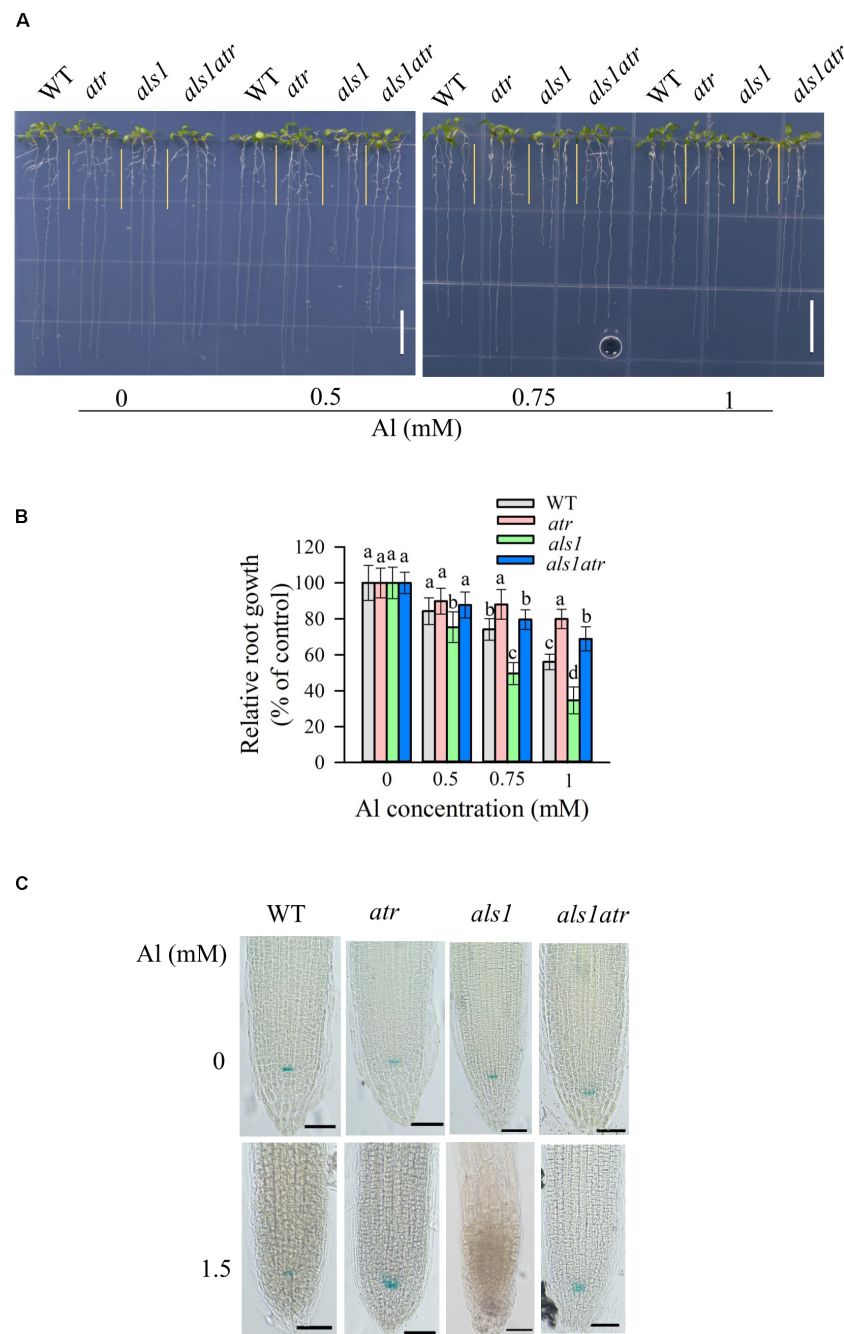 A
WT atr als1 als1atr WT atr als1 als1atr WT atr als1 als1atr WT atr als1 als1atr
0 0.5 0.75 1
Al (mM)
B
WT
atr
als1
als1atr
Relative root gowth
(% of control)
120
100
80
60
40
20
0
a a a a a a b a b a c b c a d b
0 0.5 0.75 1
Al concentration (mM)
C
WT atr als1 als1atr
Al (mM)
0
1.5